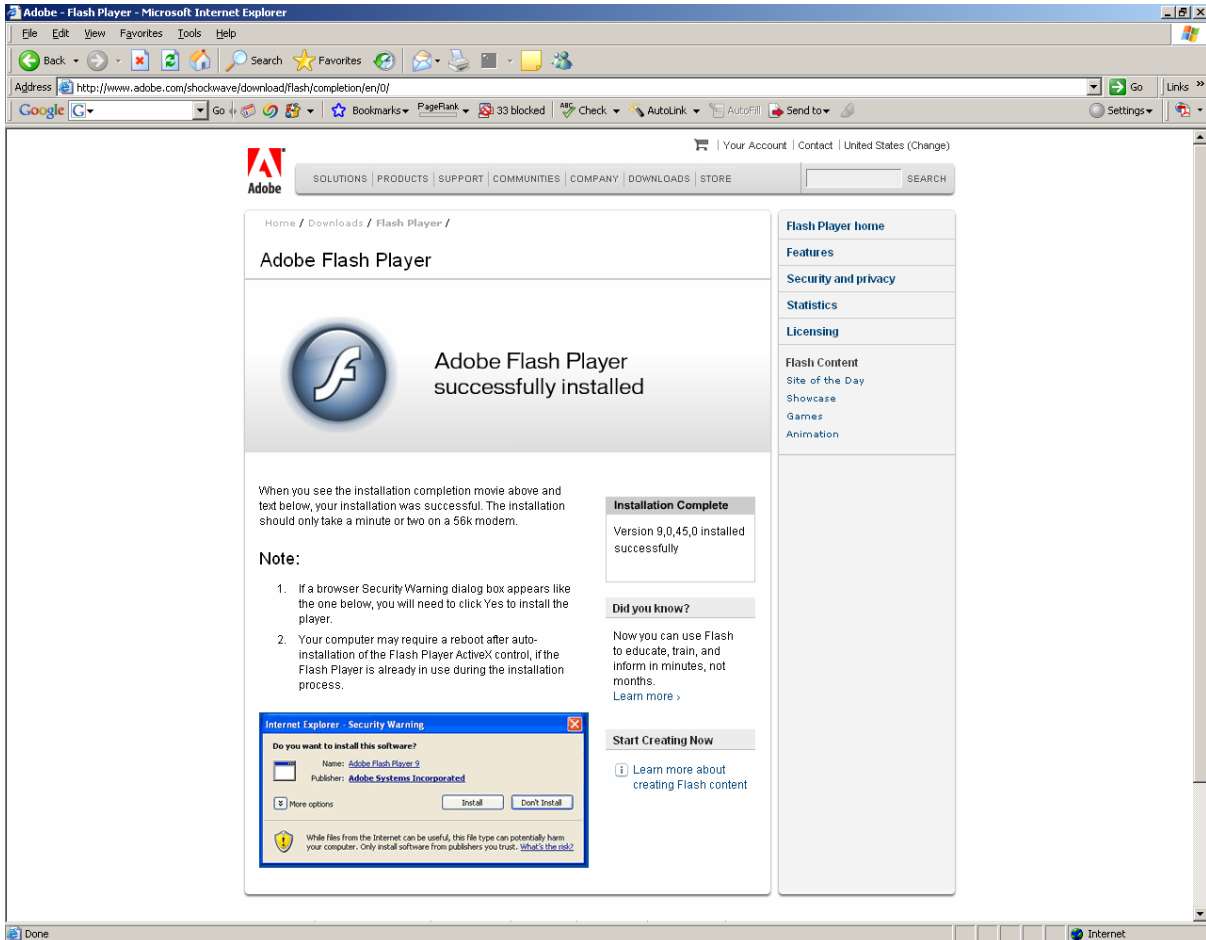 Adobe - Flash Player - Microsoft Internet Explorer
File Edit View Favorites Tools Help
Back Search Favorites
Address http://www.adobe.com/shockwave/download/flash/completion/en/0/ Go Links »
Google G Go Bookmarks PageRank 33 blocked ABC Check AutoLink AutoFill Send to Settings
Your Account | Contact | United States (Change)
Adobe
SOLUTIONS | PRODUCTS | SUPPORT | COMMUNITIES | COMPANY | DOWNLOADS | STORE SEARCH
Home / Downloads / Flash Player /
Adobe Flash Player
Adobe Flash Player
successfully installed
When you see the installation completion movie above and
text below, your installation was successful. The installation
should only take a minute or two on a 56k modem.
Note:
1. If a browser Security Warning dialog box appears like
the one below, you will need to click Yes to install the
player.
2. Your computer may require a reboot after auto-
installation of the Flash Player ActiveX control, if the
Flash Player is already in use during the installation
process.
Internet Explorer - Security Warning
Do you want to install this software?
Name: Adobe Flash Player 9
Publisher: Adobe Systems Incorporated
More options Install Don't Install
While files from the Internet can be useful, this file type can potentially harm
your computer. Only install software from publishers you trust. What's the risk?
Installation Complete
Version 9,0,45,0 installed
successfully
Did you know?
Now you can use Flash
to educate, train, and
inform in minutes, not
months.
Learn more ›
Start Creating Now
Learn more about
creating Flash content
Flash Player home
Features
Security and privacy
Statistics
Licensing
Flash Content
Site of the Day
Showcase
Games
Animation
Done Internet